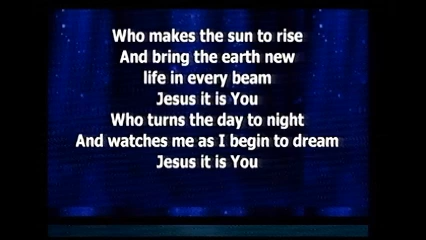 Who makes the sun to rise
And bring the earth new
life in every beam
Jesus it is You
Who turns the day to night
And watches me as I begin to dream
Jesus it is You